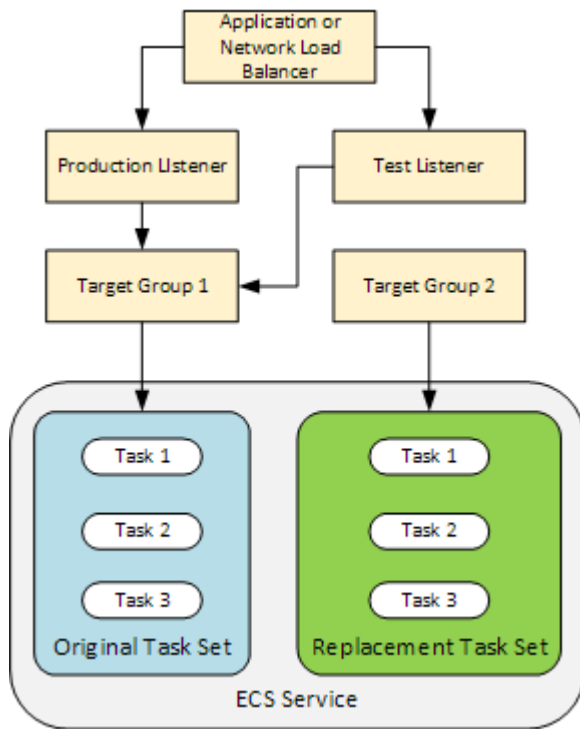 Application or
Network Load
Balancer
Production Listener
Test Listener
Target Group 1
Target Group 2
Task 1
Task 1
Task 2
Task 2
Task 3
Task 3
Original Task Set
Replacement Task Set
ECS Service